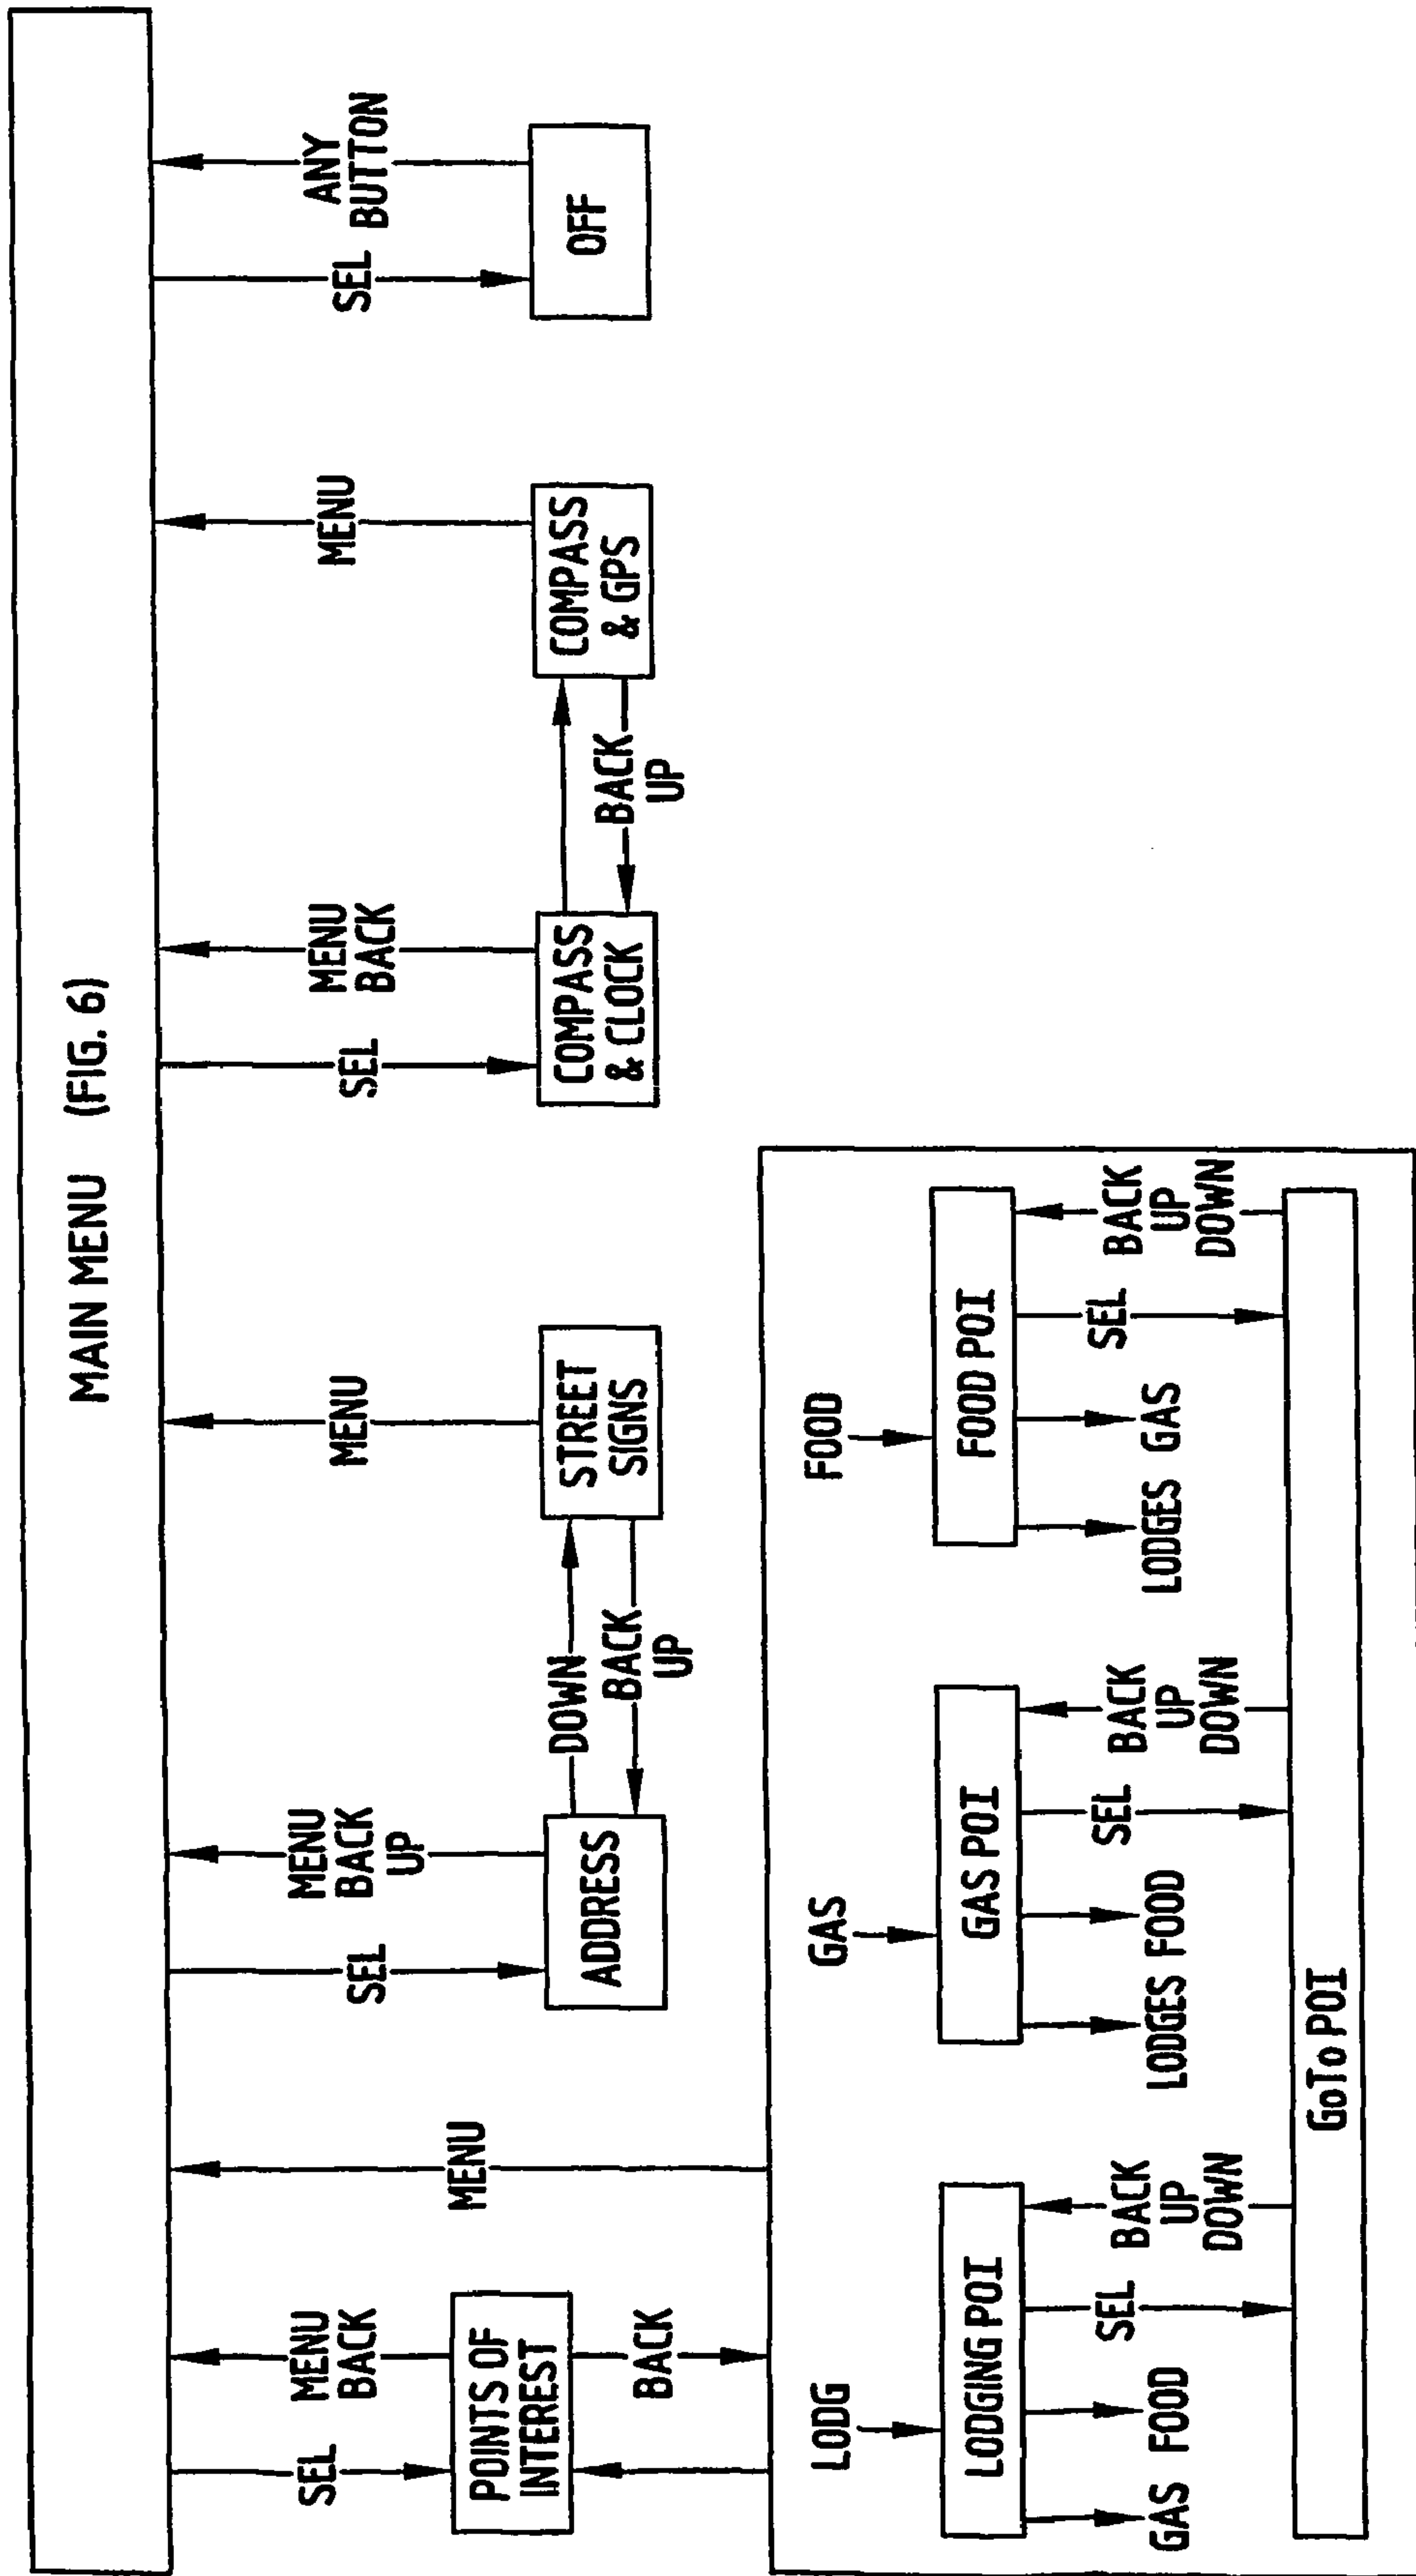 MAIN MENU (FIG. 6)
SEL
MENU
BACK
MENU
SEL
MENU
BACK
UP
MENU
SEL
MENU
BACK
MENU
SEL
ANY
BUTTON
POINTS OF
INTEREST
BACK
ADDRESS
DOWN
BACK
UP
STREET
SIGNS
COMPASS
& CLOCK
BACK
UP
COMPASS
& GPS
OFF
LODG
GAS
FOOD
LODGING POI
GAS POI
FOOD POI
GAS
FOOD
SEL
BACK
UP
DOWN
LODGES
FOOD
SEL
BACK
UP
DOWN
LODGES
GAS
SEL
BACK
UP
DOWN
GoTo POI